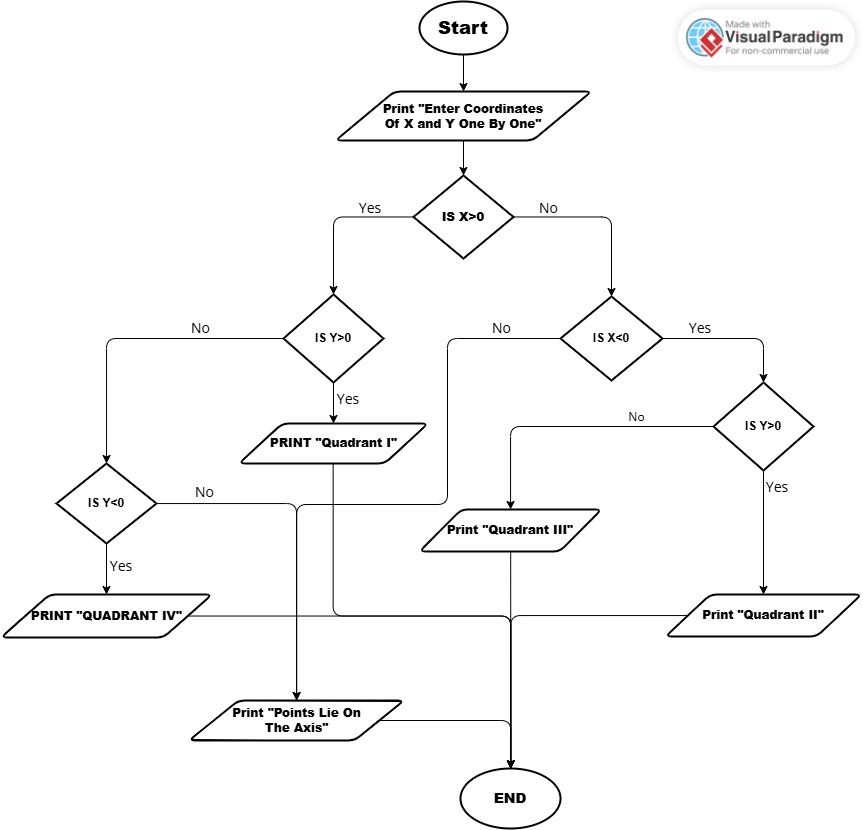 Start
Made with
VisualParadigm
For non-commercial use
Print "Enter Coordinates
Of X and Y One By One"
Yes
IS X>0
No
No
IS Y>0
No
IS X<0
Yes
Yes
PRINT "Quadrant I"
No
IS Y>0
Yes
IS Y<0
No
Print "Quadrant III"
Yes
PRINT "QUADRANT IV"
Print "Quadrant II"
Print "Points Lie On
The Axis"
END